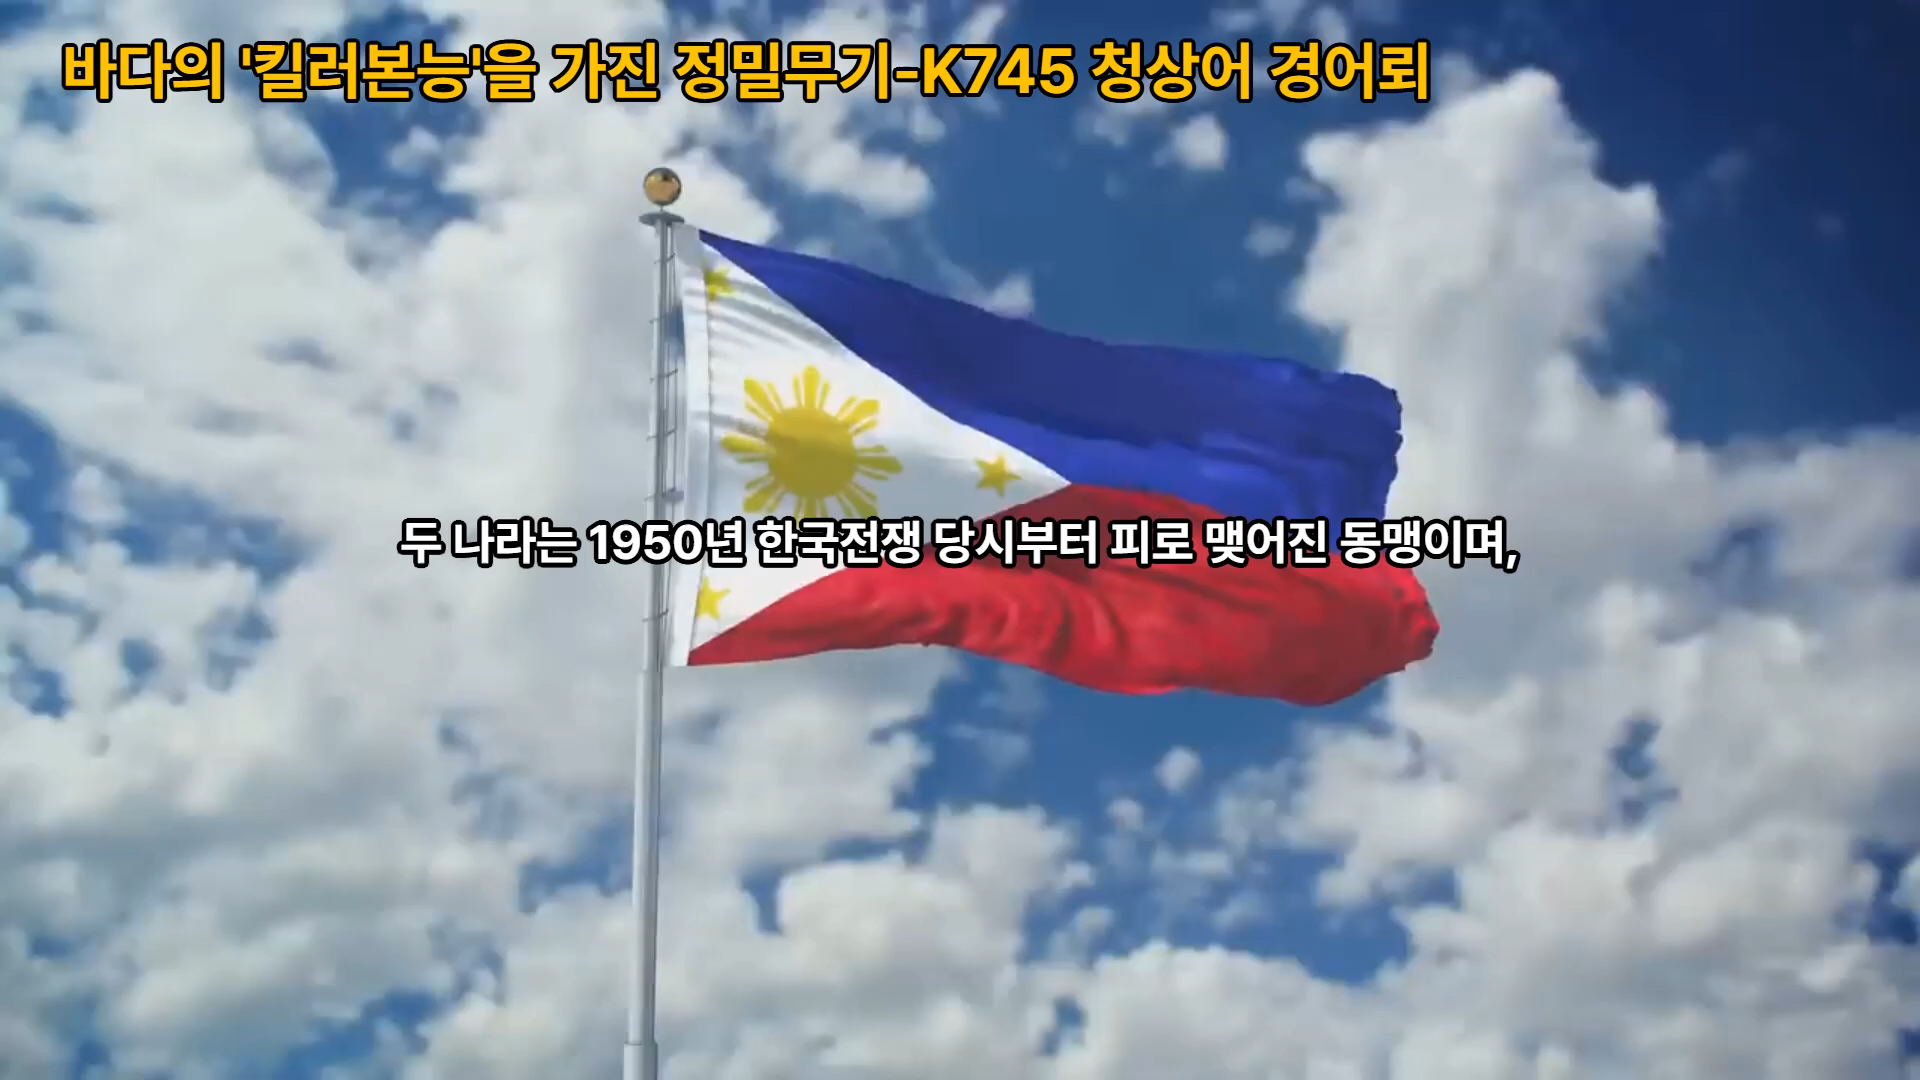 바다의 '킬러본능'을 가진 정밀무기-K745 청상어 경어뢰
두 나라는 1950년 한국전쟁 당시부터 피로 맺어진 동맹이며,